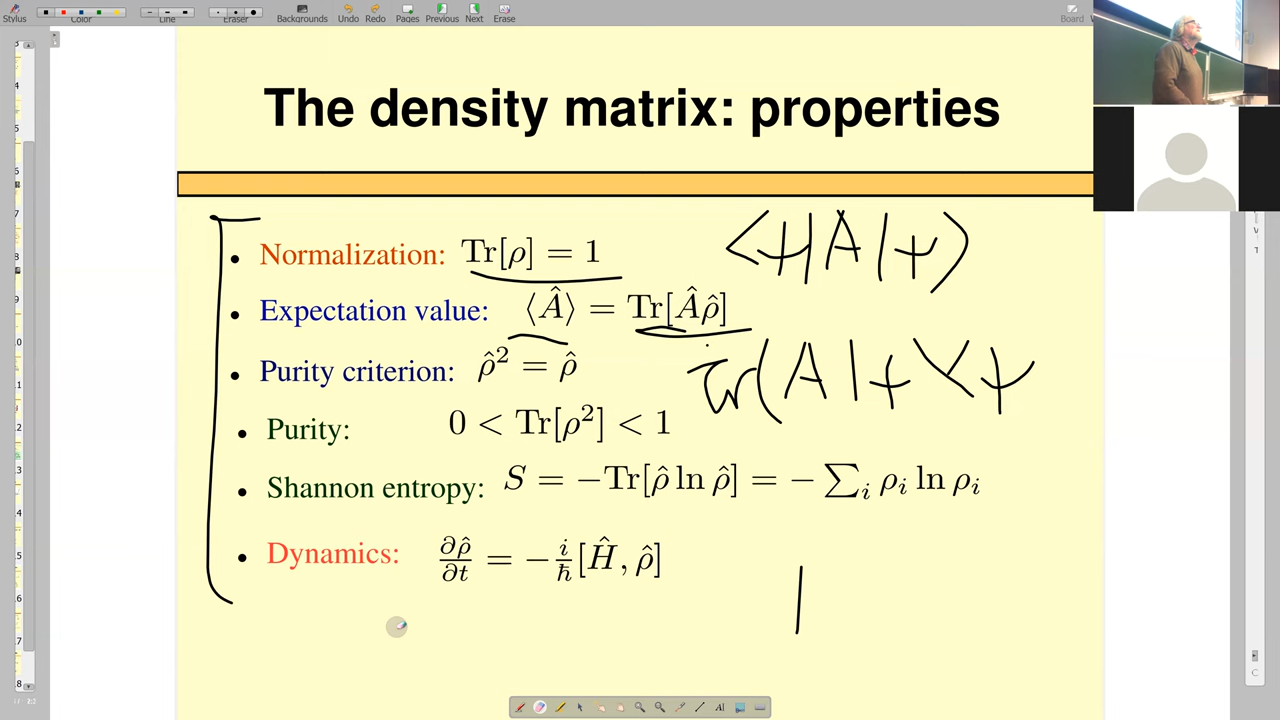 Stylus Color Line Eraser Backgrounds Undo Redo Pages Previous Next Erase Board
The density matrix: properties
• Normalization: Tr[ρ] = 1
⟨ψ|A|ψ⟩
• Expectation value: ⟨Â⟩ = Tr[Âρ̂]
• Purity criterion: ρ̂² = ρ̂
Tr(A|ψ⟩⟨ψ
• Purity: 0 < Tr[ρ²] < 1
• Shannon entropy: S = −Tr[ρ̂ ln ρ̂] = − ∑ᵢ ρᵢ ln ρᵢ
• Dynamics: ∂ρ̂/∂t = −i/ħ[Ĥ, ρ̂]
|